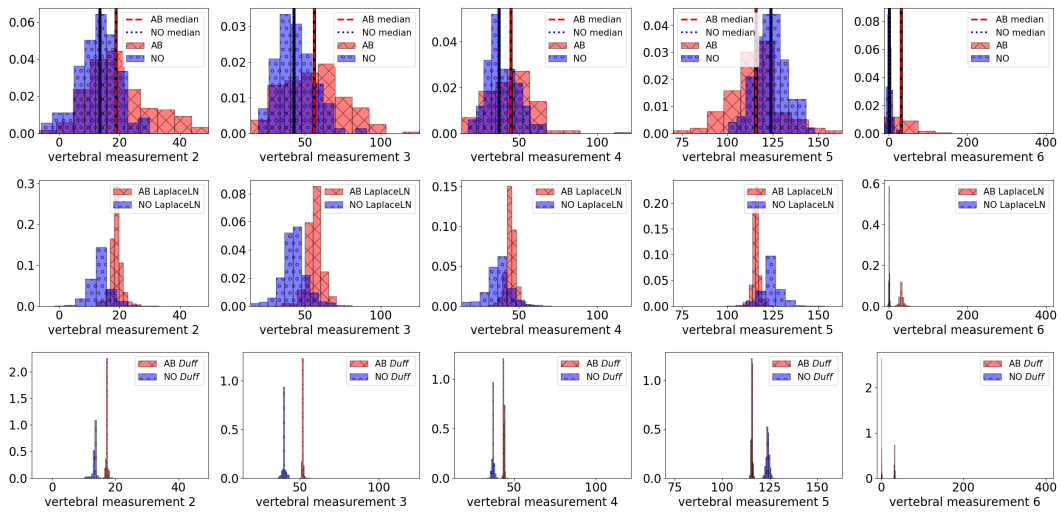 AB median
NO median
AB
NO
0.06
0.04
0.02
0.00
0 20 40
vertebral measurement 2
AB median
NO median
AB
NO
0.03
0.02
0.01
0.00
50 100
vertebral measurement 3
AB median
NO median
AB
NO
0.04
0.02
0.00
50 100
vertebral measurement 4
AB median
NO median
AB
NO
0.04
0.03
0.02
0.01
0.00
75 100 125 150
vertebral measurement 5
AB median
NO median
AB
NO
0.08
0.06
0.04
0.02
0.00
0 200 400
vertebral measurement 6
AB LaplaceLN
NO LaplaceLN
0.3
0.2
0.1
0.0
0 20 40
vertebral measurement 2
AB LaplaceLN
NO LaplaceLN
0.08
0.06
0.04
0.02
0.00
50 100
vertebral measurement 3
AB LaplaceLN
NO LaplaceLN
0.15
0.10
0.05
0.00
50 100
vertebral measurement 4
AB LaplaceLN
NO LaplaceLN
0.20
0.15
0.10
0.05
0.00
75 100 125 150
vertebral measurement 5
AB LaplaceLN
NO LaplaceLN
0.6
0.4
0.2
0.0
0 200 400
vertebral measurement 6
AB Duff
NO Duff
2.0
1.5
1.0
0.5
0.0
0 20 40
vertebral measurement 2
AB Duff
NO Duff
1.0
0.5
0.0
50 100
vertebral measurement 3
AB Duff
NO Duff
1.0
0.5
0.0
50 100
vertebral measurement 4
AB Duff
NO Duff
1.5
1.0
0.5
0.0
75 100 125 150
vertebral measurement 5
AB Duff
NO Duff
2
1
0
0 200 400
vertebral measurement 6